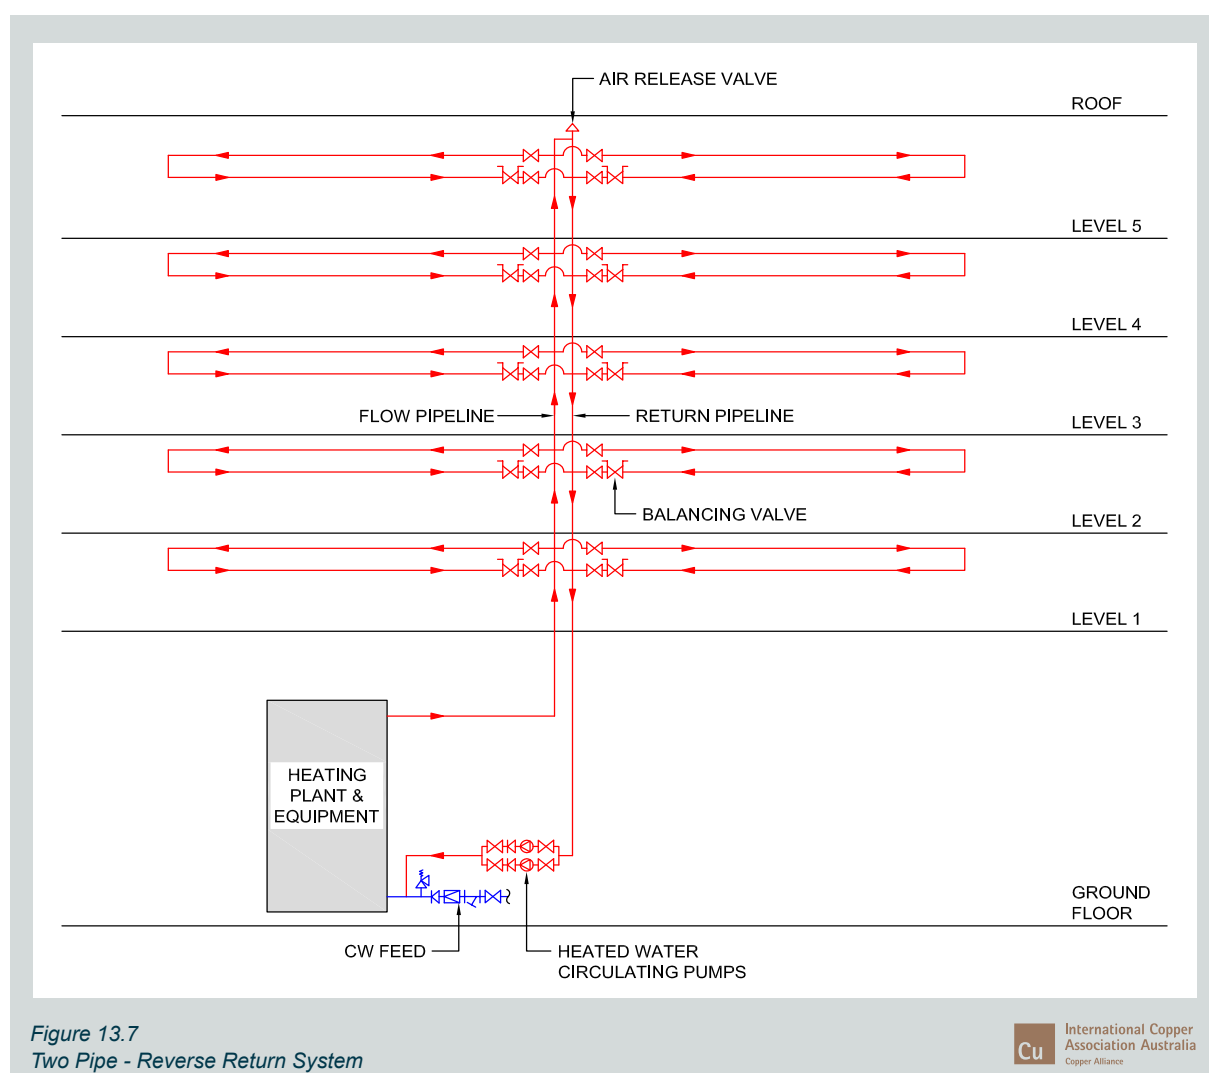 AIR RELEASE VALVE
ROOF
LEVEL 5
LEVEL 4
FLOW PIPELINE
RETURN PIPELINE
LEVEL 3
BALANCING VALVE
LEVEL 2
LEVEL 1
HEATING
PLANT &
EQUIPMENT
GROUND
FLOOR
CW FEED
HEATED WATER
CIRCULATING PUMPS
Figure 13.7
Two Pipe - Reverse Return System
Cu
International Copper
Association Australia
Copper Alliance